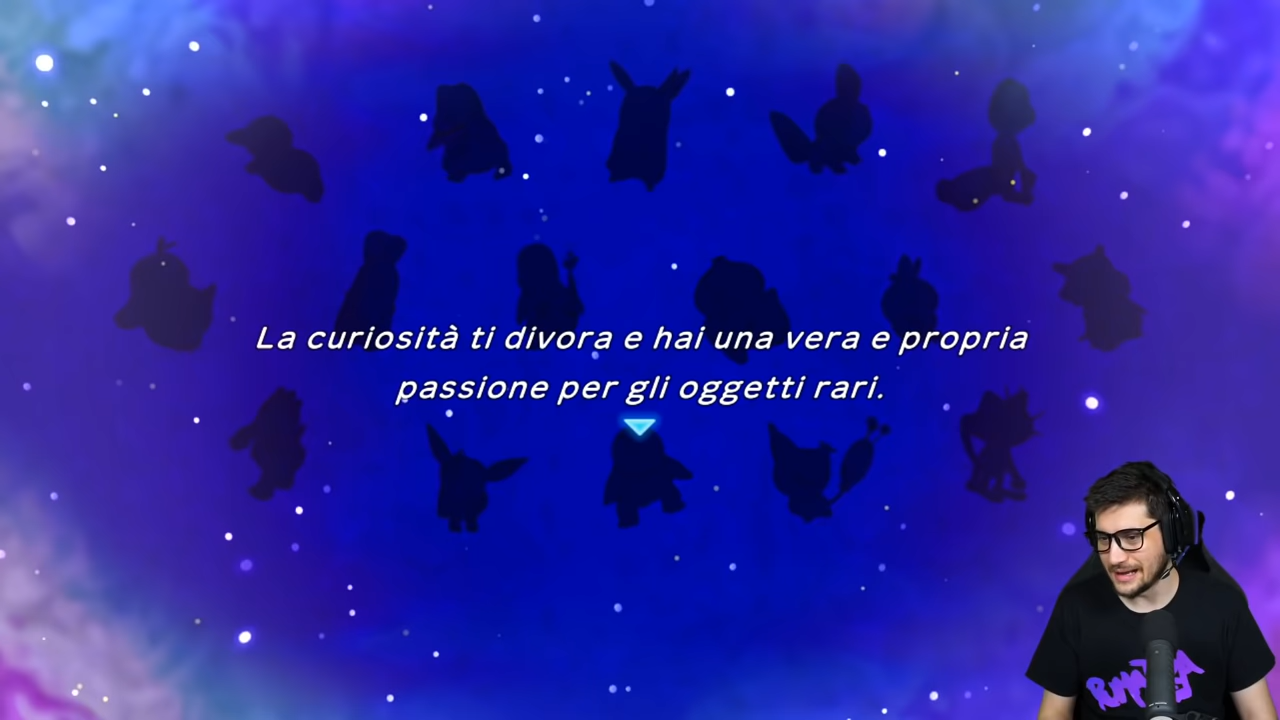 La curiosità ti divora e hai una vera e propria
passione per gli oggetti rari.